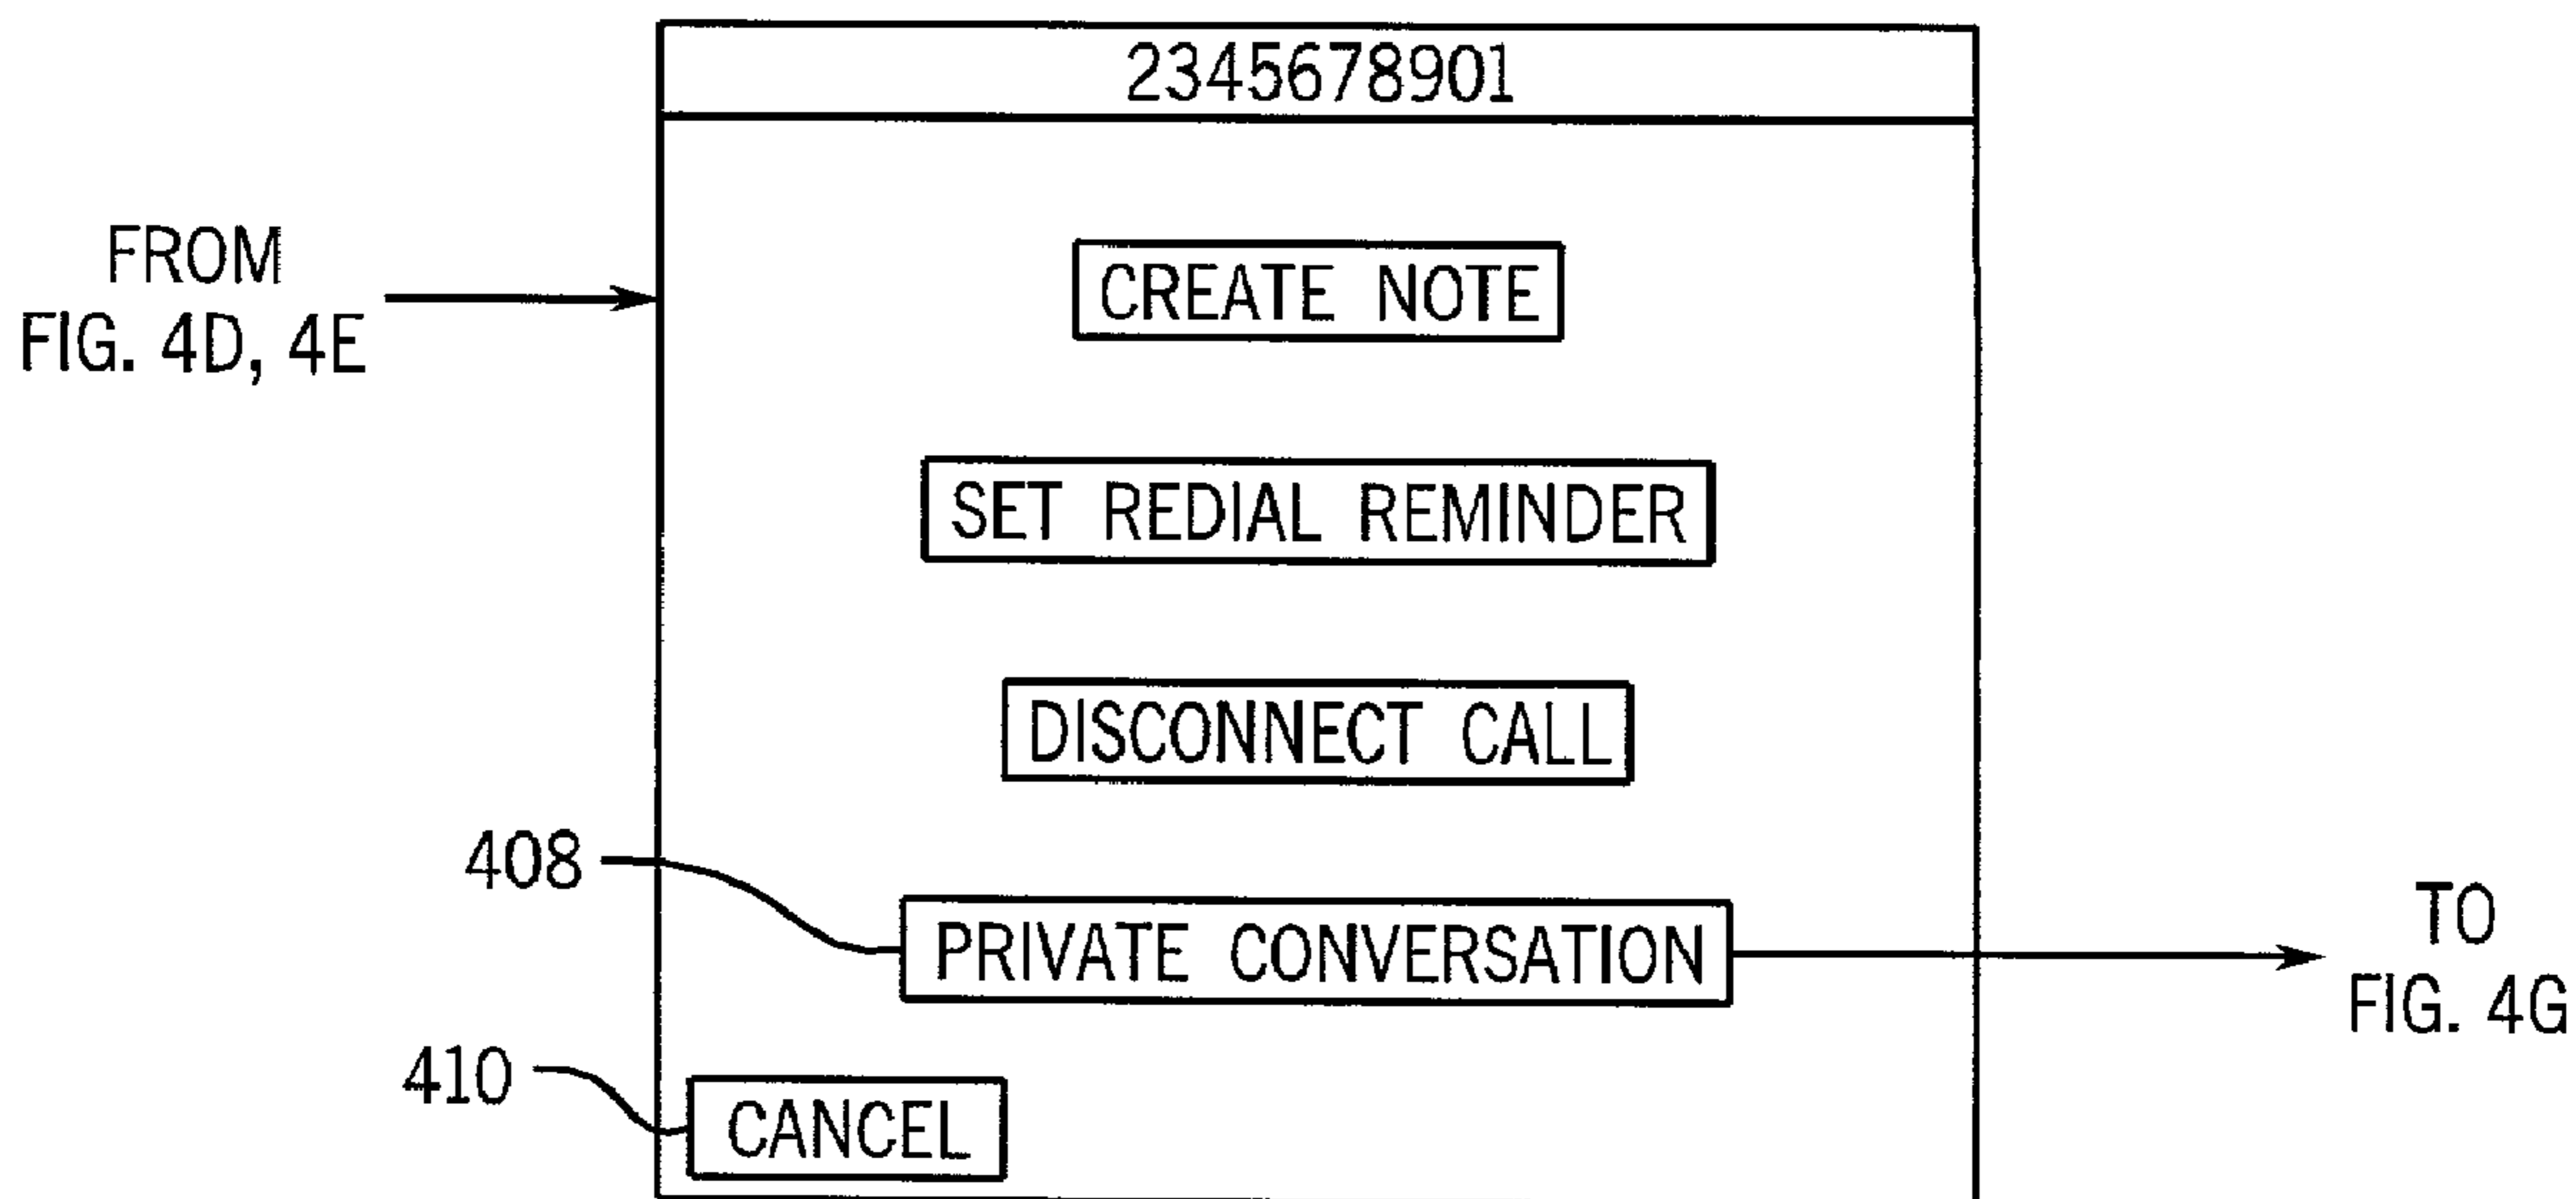 2345678901
FROM
FIG. 4D, 4E
CREATE NOTE
SET REDIAL REMINDER
DISCONNECT CALL
408
PRIVATE CONVERSATION
TO
FIG. 4G
410
CANCEL